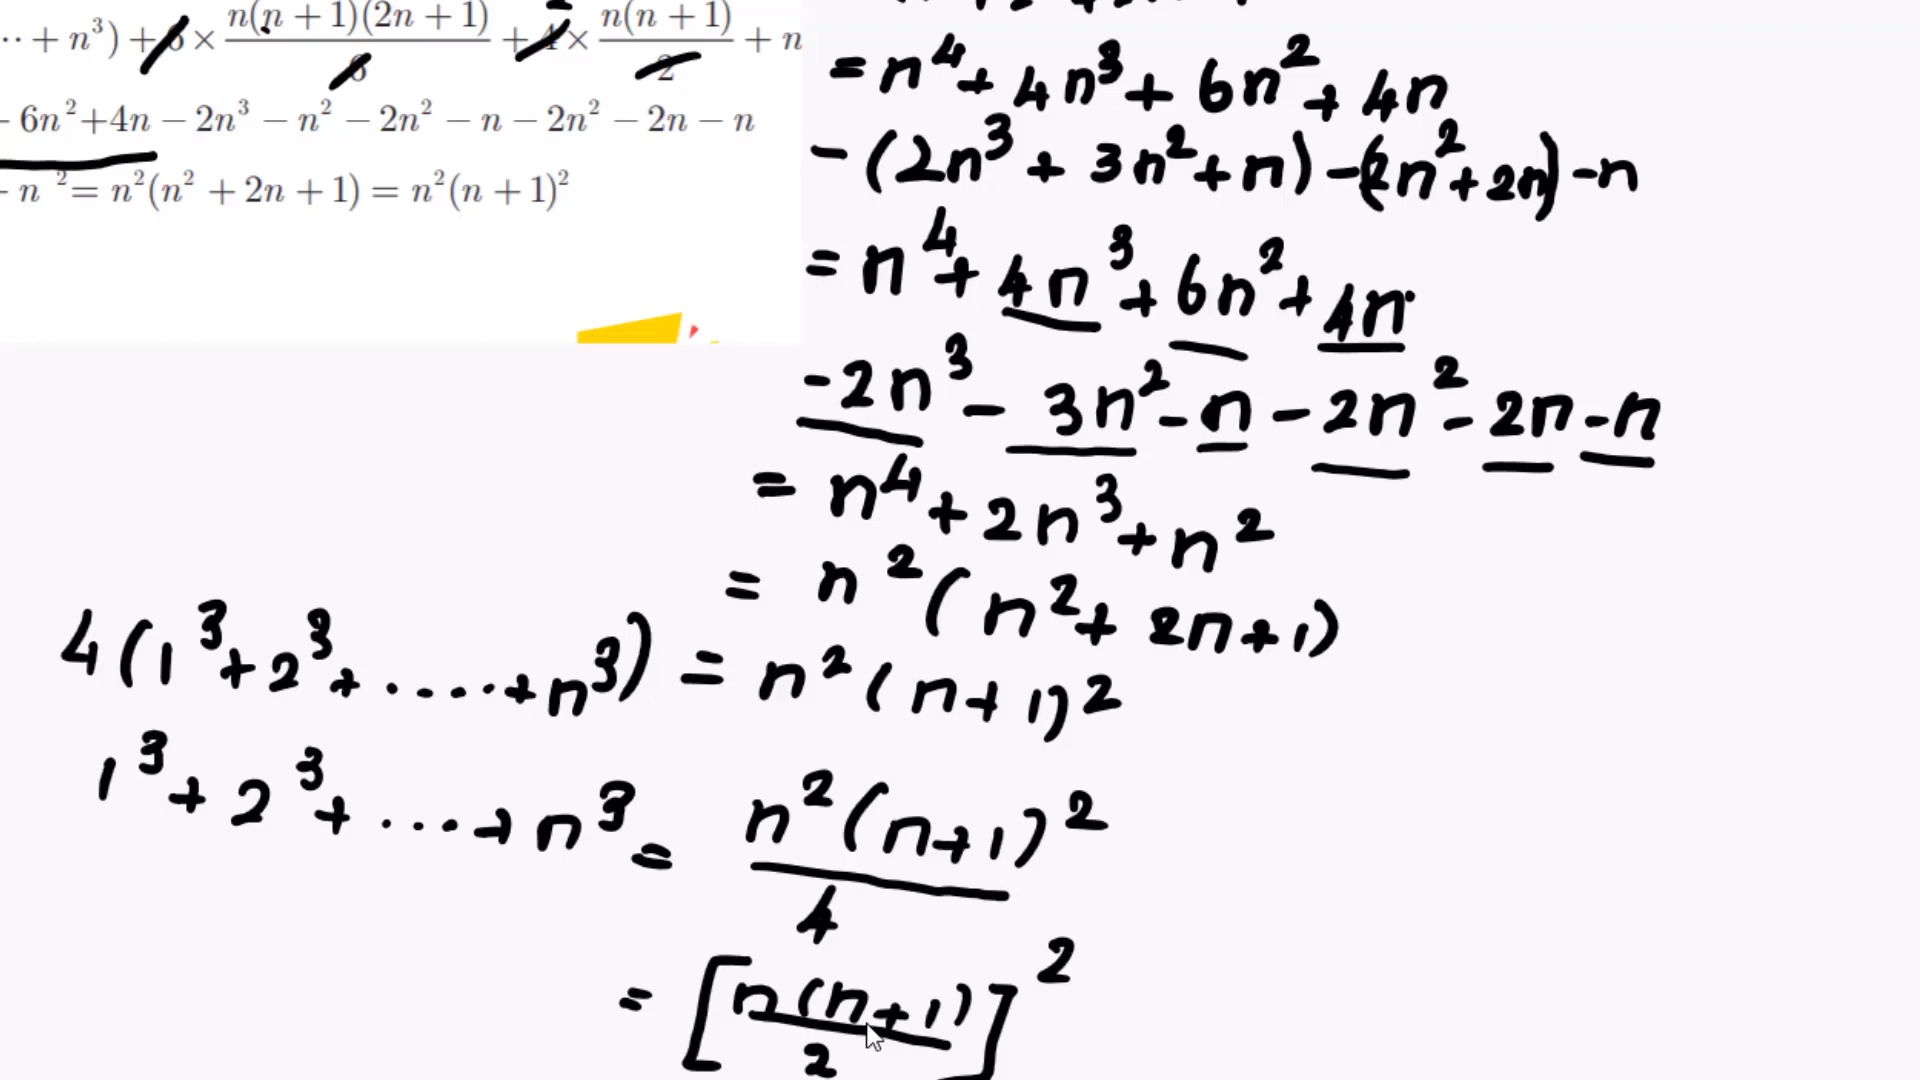 ·· + n³) + 6 × n(n + 1)(2n + 1)/6 + 4 × n(n + 1)/2 + n
- 6n²+4n − 2n³ − n² − 2n² − n − 2n² − 2n − n
- n ²= n²(n² + 2n + 1) = n²(n + 1)²
= n⁴ + 4n³ + 6n² + 4n
- (2n³ + 3n² + n) - (2n² + 2n) - n
= n⁴ + 4n³ + 6n² + 4n
- 2n³ - 3n² - n - 2n² - 2n - n
= n⁴ + 2n³ + n²
= n² (n² + 2n + 1)
4(1³ + 2³ + ..... + n³) = n² (n + 1)²
1³ + 2³ + .... + n³ = n² (n + 1)²/4
= [n (n + 1)/2]²